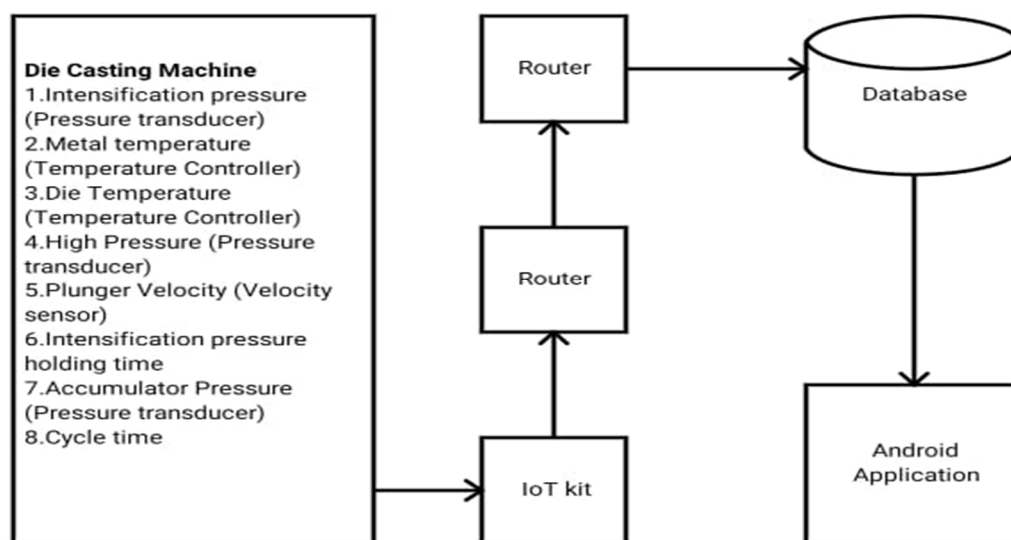 Die Casting Machine
1.Intensification pressure
(Pressure transducer)
2.Metal temperature
(Temperature Controller)
3.Die Temperature
(Temperature Controller)
4.High Pressure (Pressure
transducer)
5.Plunger Velocity (Velocity
sensor)
6.Intensification pressure
holding time
7.Accumulator Pressure
(Pressure transducer)
8.Cycle time
Router
Router
IoT kit
Database
Android
Application